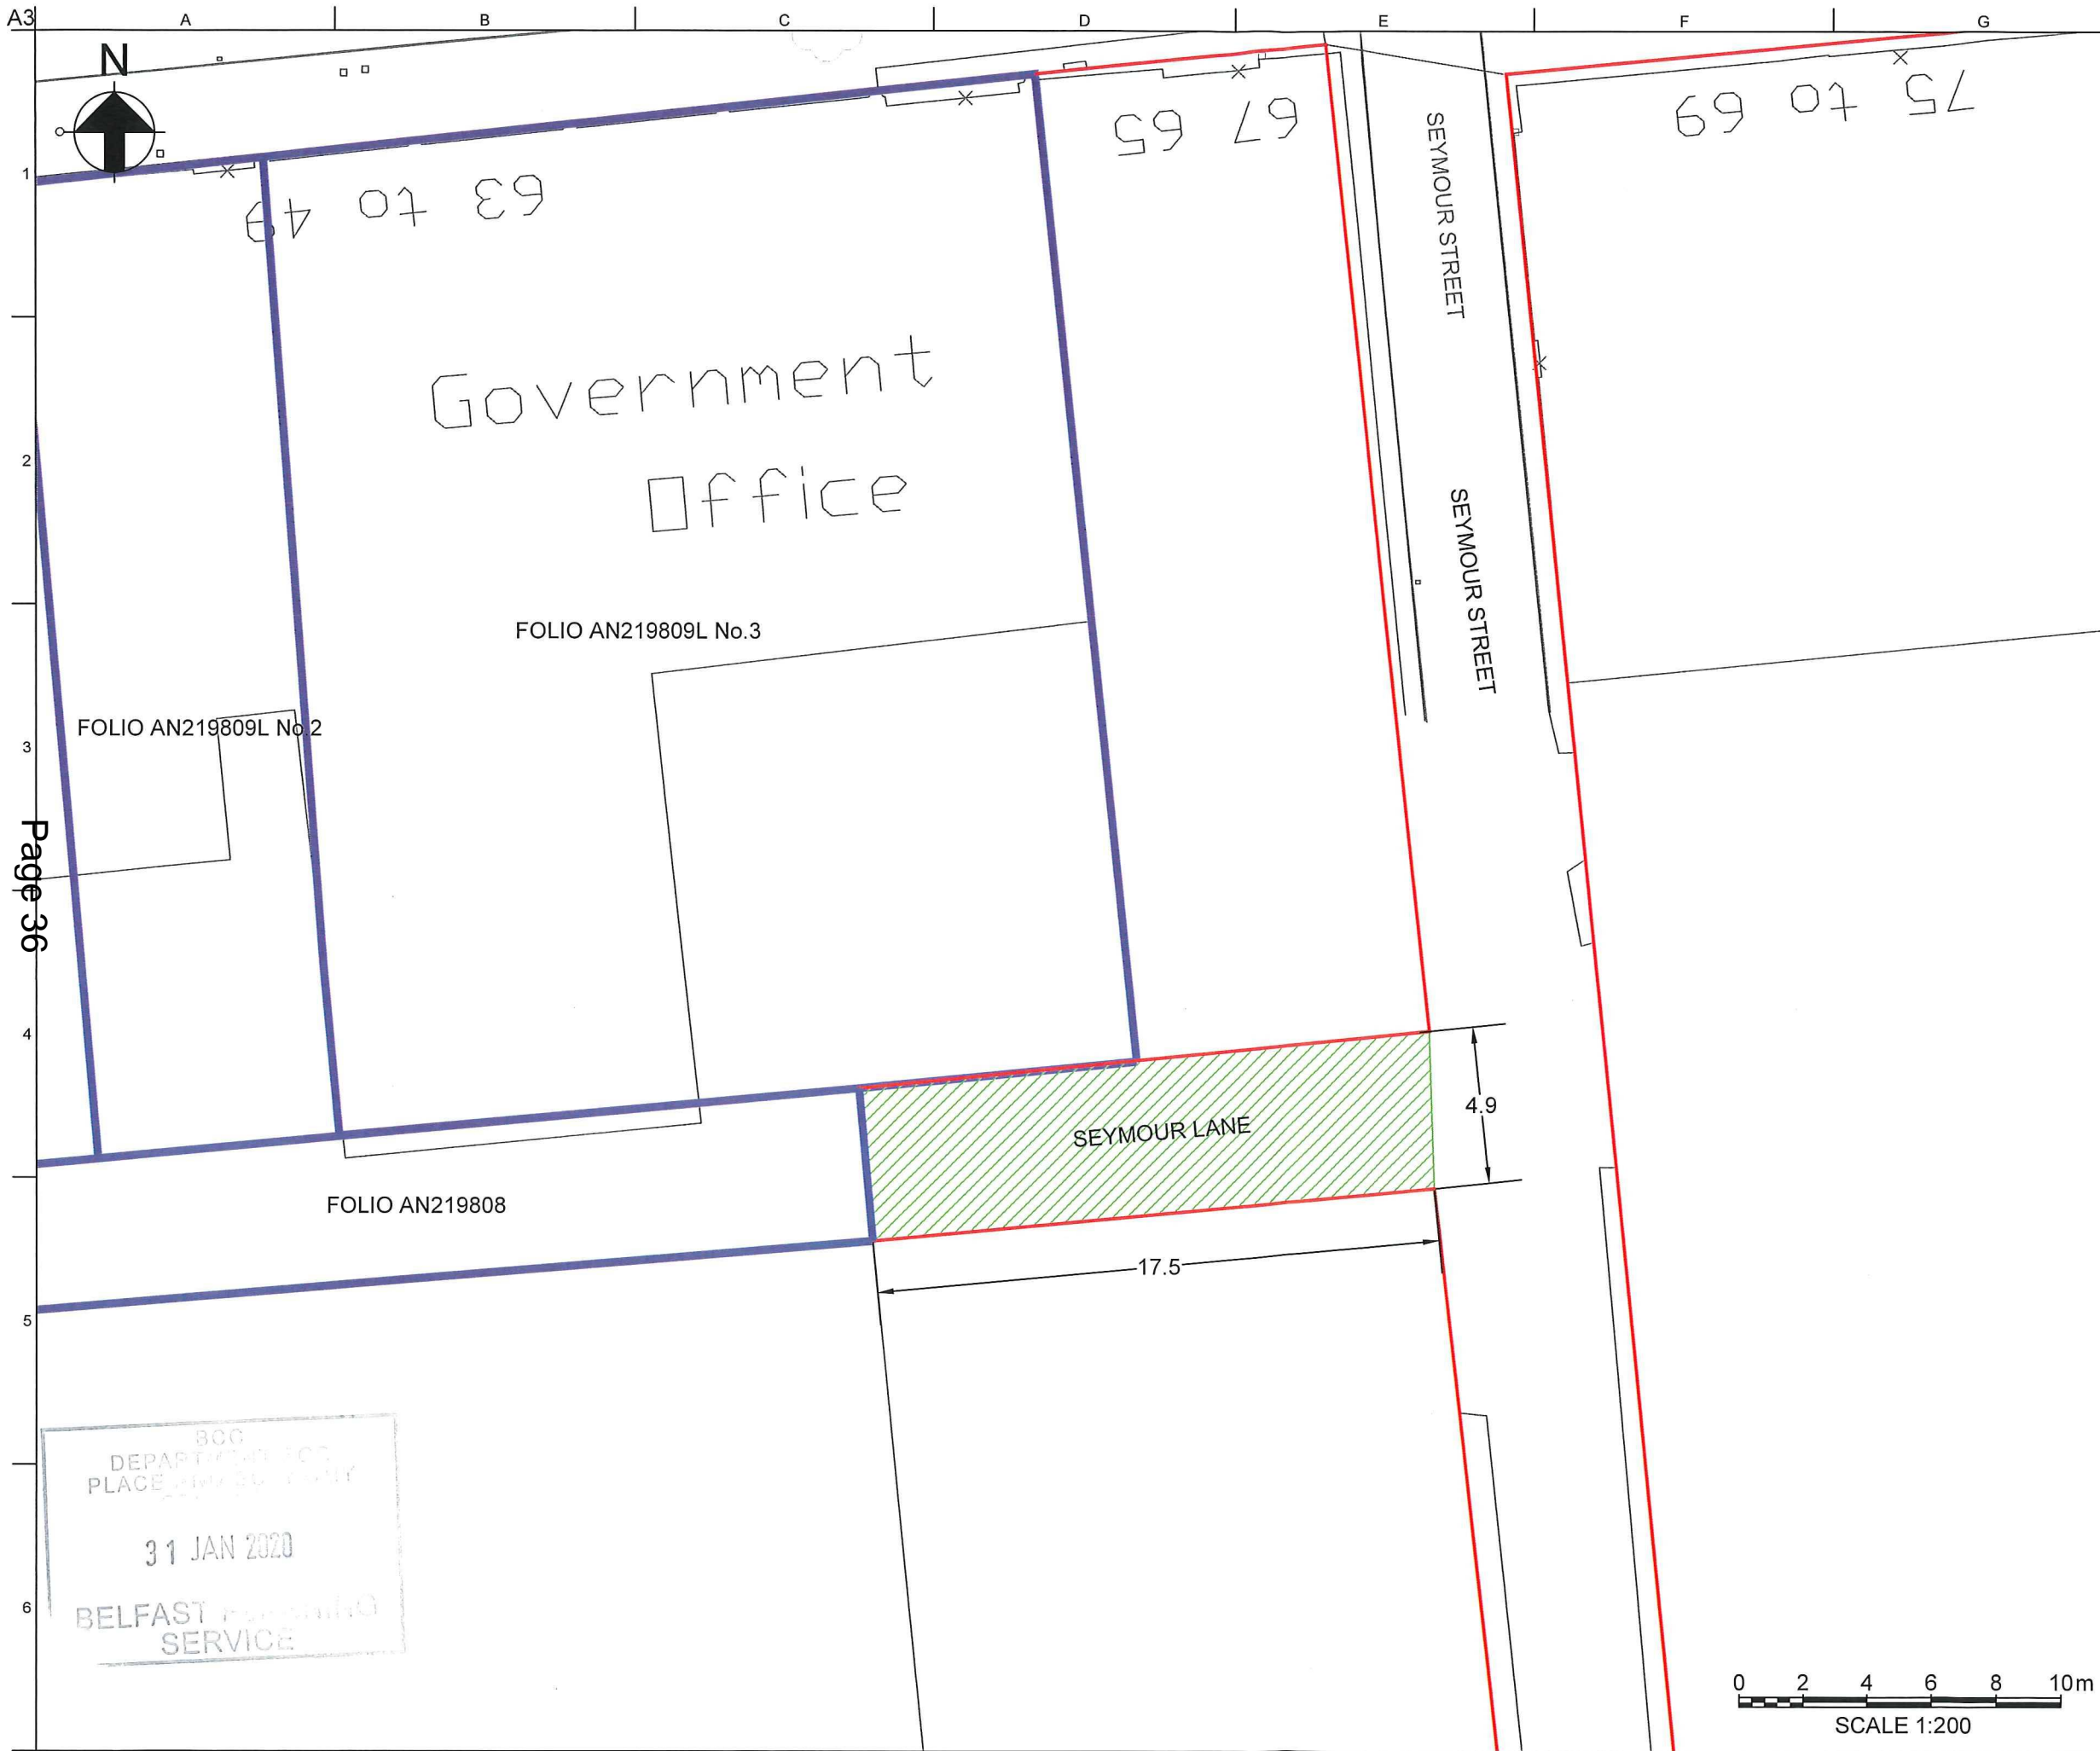 A3
A
B
C
D
E
F
G
N
1
2
3
4
5
6
63 to 49
67 65
75 to 69
SEYMOUR STREET
SEYMOUR STREET
Government
Office
FOLIO AN219809L No.3
FOLIO AN219809L No.2
Page 36
4.9
SEYMOUR LANE
FOLIO AN219808
17.5
BCC
PLACE
31 JAN 2020
BELFAST
SERVICE
0 2 4 6 8 10m
SCALE 1:200